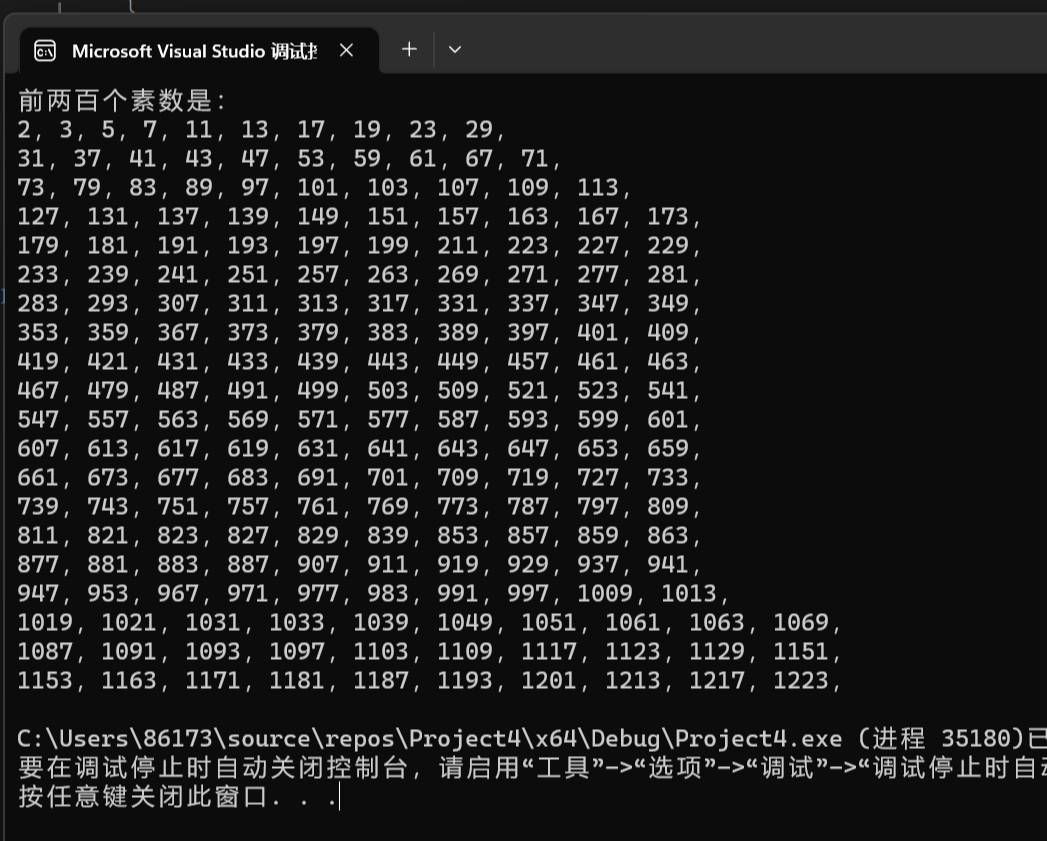 Microsoft Visual Studio 调试
前两百个素数是:
2, 3, 5, 7, 11, 13, 17, 19, 23, 29,
31, 37, 41, 43, 47, 53, 59, 61, 67, 71,
73, 79, 83, 89, 97, 101, 103, 107, 109, 113,
127, 131, 137, 139, 149, 151, 157, 163, 167, 173,
179, 181, 191, 193, 197, 199, 211, 223, 227, 229,
233, 239, 241, 251, 257, 263, 269, 271, 277, 281,
283, 293, 307, 311, 313, 317, 331, 337, 347, 349,
353, 359, 367, 373, 379, 383, 389, 397, 401, 409,
419, 421, 431, 433, 439, 443, 449, 457, 461, 463,
467, 479, 487, 491, 499, 503, 509, 521, 523, 541,
547, 557, 563, 569, 571, 577, 587, 593, 599, 601,
607, 613, 617, 619, 631, 641, 643, 647, 653, 659,
661, 673, 677, 683, 691, 701, 709, 719, 727, 733,
739, 743, 751, 757, 761, 769, 773, 787, 797, 809,
811, 821, 823, 827, 829, 839, 853, 857, 859, 863,
877, 881, 883, 887, 907, 911, 919, 929, 937, 941,
947, 953, 967, 971, 977, 983, 991, 997, 1009, 1013,
1019, 1021, 1031, 1033, 1039, 1049, 1051, 1061, 1063, 1069,
1087, 1091, 1093, 1097, 1103, 1109, 1117, 1123, 1129, 1151,
1153, 1163, 1171, 1181, 1187, 1193, 1201, 1213, 1217, 1223,
C:\Users\86173\source\repos\Project4\x64\Debug\Project4.exe (进程 35180)已
要在调试停止时自动关闭控制台, 请启用“工具”->“选项”->“调试”->“调试停止时自动
按任意键关闭此窗口. . .